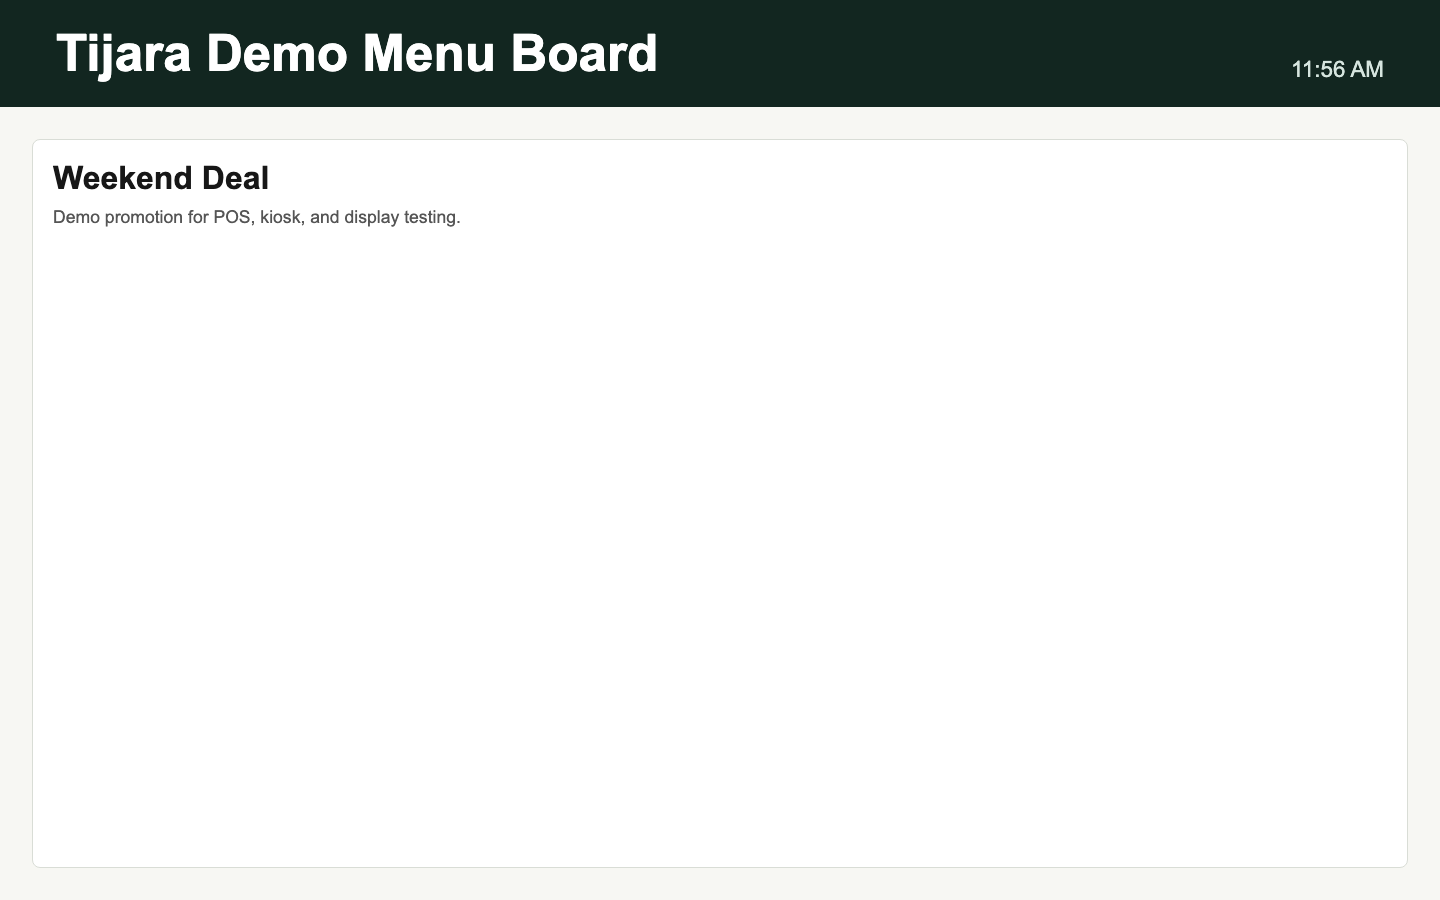 Tijara Demo Menu Board
11:56 AM
Weekend Deal
Demo promotion for POS, kiosk, and display testing.